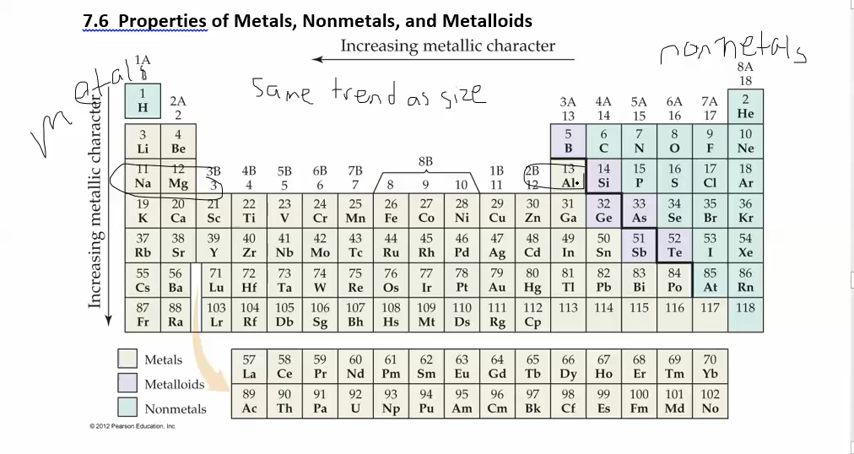 7.6 Properties of Metals, Nonmetals, and Metalloids
Increasing metallic character
metals
nonmetals
same trend as size
Increasing metallic character
1A 8A
1 18
2A 3A 4A 5A 6A 7A
2 13 14 15 16 17
3B 4B 5B 6B 7B 8B 1B 2B
3 4 5 6 7 8 9 10 11 12
1 2
H He
3 4 5 6 7 8 9 10
Li Be B C N O F Ne
11 12 13 14 15 16 17 18
Na Mg Al Si P S Cl Ar
19 20 21 22 23 24 25 26 27 28 29 30 31 32 33 34 35 36
K Ca Sc Ti V Cr Mn Fe Co Ni Cu Zn Ga Ge As Se Br Kr
37 38 39 40 41 42 43 44 45 46 47 48 49 50 51 52 53 54
Rb Sr Y Zr Nb Mo Tc Ru Rh Pd Ag Cd In Sn Sb Te I Xe
55 56 71 72 73 74 75 76 77 78 79 80 81 82 83 84 85 86
Cs Ba Lu Hf Ta W Re Os Ir Pt Au Hg Tl Pb Bi Po At Rn
87 88 103 104 105 106 107 108 109 110 111 112 113 114 115 116 117 118
Fr Ra Lr Rf Db Sg Bh Hs Mt Ds Rg Cp
Metals
Metalloids
Nonmetals
57 58 59 60 61 62 63 64 65 66 67 68 69 70
La Ce Pr Nd Pm Sm Eu Gd Tb Dy Ho Er Tm Yb
89 90 91 92 93 94 95 96 97 98 99 100 101 102
Ac Th Pa U Np Pu Am Cm Bk Cf Es Fm Md No
© 2012 Pearson Education, Inc